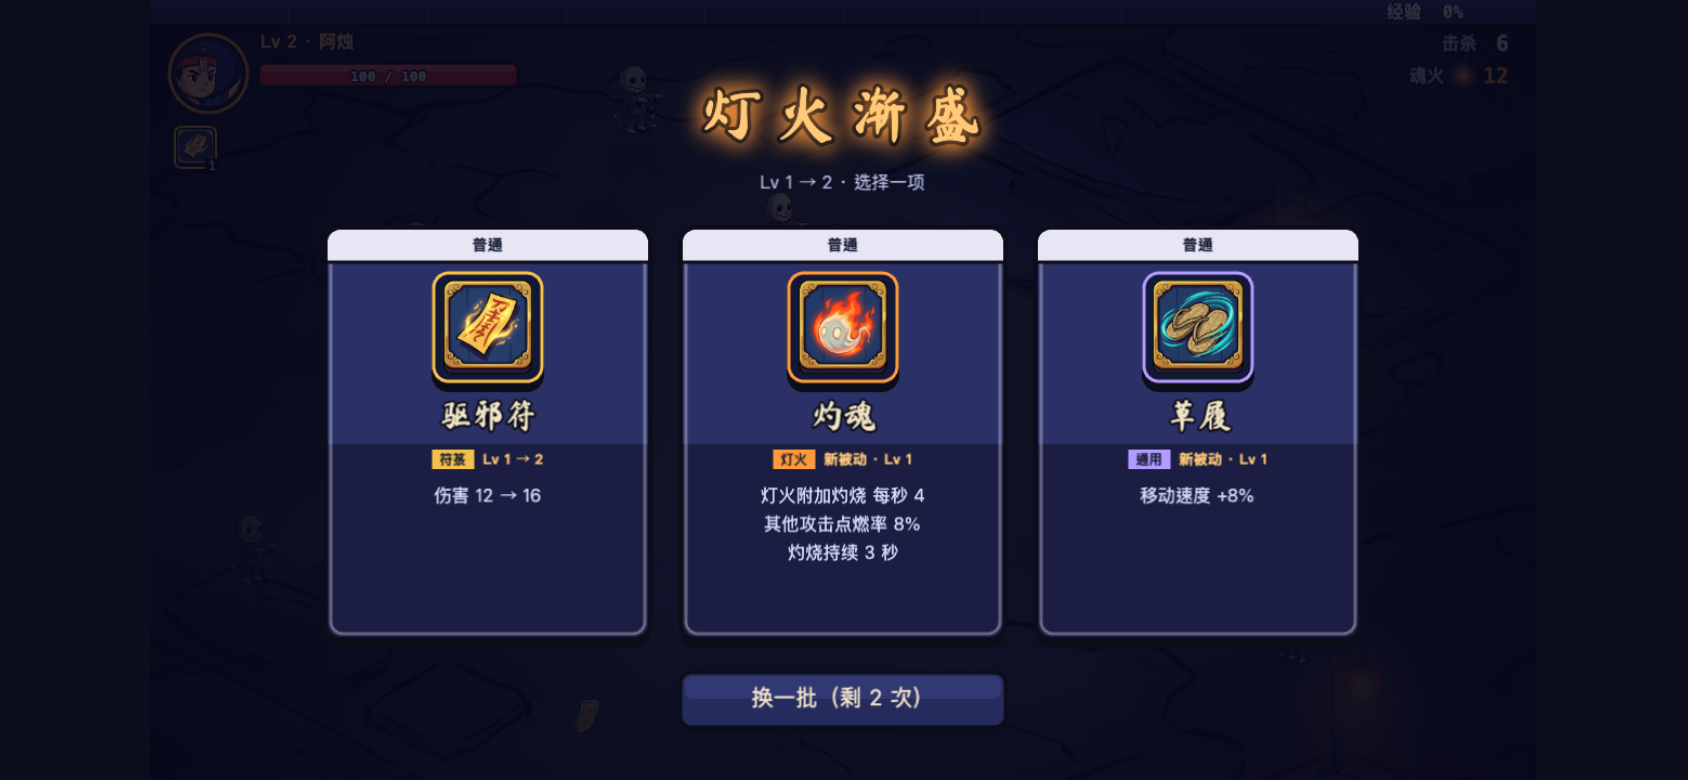 经验 0%
Lv 2 · 阿烛
击杀 6
100 / 100
魂火 12
1
灯火渐盛
Lv 1 → 2 · 选择一项
普通
驱邪符
符箓 Lv 1 → 2
伤害 12 → 16
普通
灼魂
灯火 新被动 · Lv 1
灯火附加灼烧 每秒 4
其他攻击点燃率 8%
灼烧持续 3 秒
普通
草履
通用 新被动 · Lv 1
移动速度 +8%
换一批（剩 2 次）